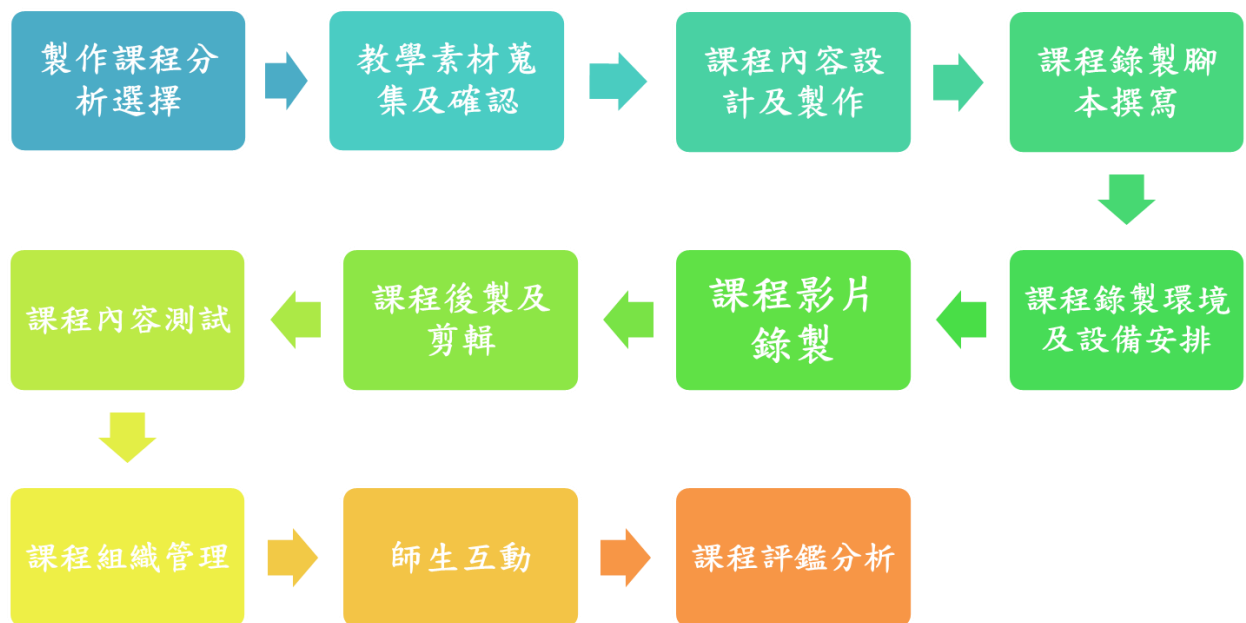 製作課程分
析選擇
教學素材蒐
集及確認
課程內容設
計及製作
課程錄製腳
本撰寫
課程錄製環境
及設備安排
課程影片
錄製
課程後製及
剪輯
課程內容測試
課程組織管理
師生互動
課程評鑑分析